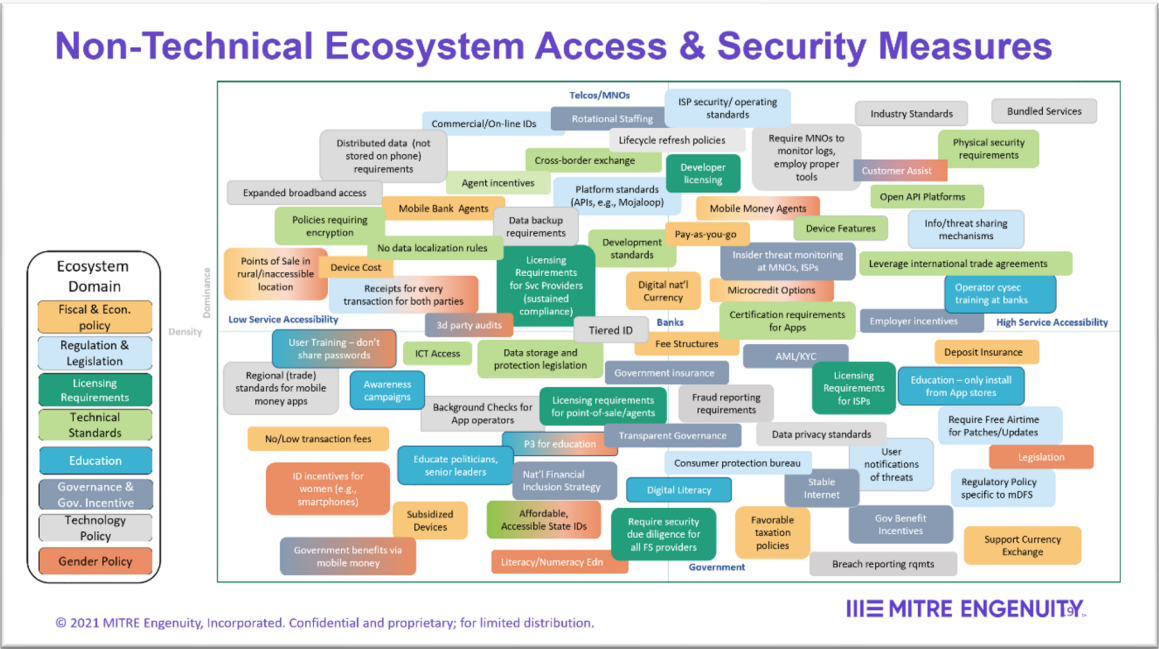 Non-Technical Ecosystem Access & Security Measures
Ecosystem
Domain
Fiscal & Econ.
policy
Regulation &
Legislation
Licensing
Requirements
Technical
Standards
Education
Governance &
Gov. Incentive
Technology
Policy
Gender Policy
Density
Dominance
Telcos/MNOs
Commercial/On-line IDs
Rotational Staffing
ISP security/ operating
standards
Industry Standards
Bundled Services
Distributed data (not
stored on phone)
requirements
Lifecycle refresh policies
Require MNOs to
monitor logs,
employ proper
tools
Physical security
requirements
Cross-border exchange
Developer
licensing
Customer Assist
Expanded broadband access
Agent incentives
Platform standards
(APIs, e.g., Mojaloop)
Open API Platforms
Mobile Bank Agents
Mobile Money Agents
Policies requiring
encryption
Data backup
requirements
Pay-as-you-go
Device Features
Info/threat sharing
mechanisms
No data localization rules
Development
standards
Points of Sale in
rural/inaccessible
location
Device Cost
Licensing
Requirements
for Svc Providers
(sustained
compliance)
Insider threat monitoring
at MNOs, ISPs
Leverage international trade agreements
Receipts for every
transaction for both parties
Digital nat'l
Currency
Microcredit Options
Operator cysec
training at banks
Low Service Accessibility
3d party audits
Tiered ID
Banks
Certification requirements
for Apps
Employer incentives
High Service Accessibility
User Training – don't
share passwords
ICT Access
Data storage and
protection legislation
Fee Structures
AML/KYC
Deposit Insurance
Regional (trade)
standards for mobile
money apps
Awareness
campaigns
Government insurance
Licensing
Requirements
for ISPs
Education – only install
from App stores
Background Checks for
App operators
Licensing requirements
for point-of-sale/agents
Fraud reporting
requirements
Require Free Airtime
for Patches/Updates
No/Low transaction fees
P3 for education
Transparent Governance
Data privacy standards
Educate politicians,
senior leaders
Consumer protection bureau
User
notifications
of threats
Legislation
ID incentives for
women (e.g.,
smartphones)
Nat'l Financial
Inclusion Strategy
Digital Literacy
Stable
Internet
Regulatory Policy
specific to mDFS
Subsidized
Devices
Affordable,
Accessible State IDs
Require security
due diligence for
all FS providers
Favorable
taxation
policies
Gov Benefit
Incentives
Support Currency
Exchange
Government benefits via
mobile money
Literacy/Numeracy Edn
Government
Breach reporting rqmts
© 2021 MITRE Engenuity, Incorporated. Confidential and proprietary; for limited distribution.
MITRE ENGENUITY
9